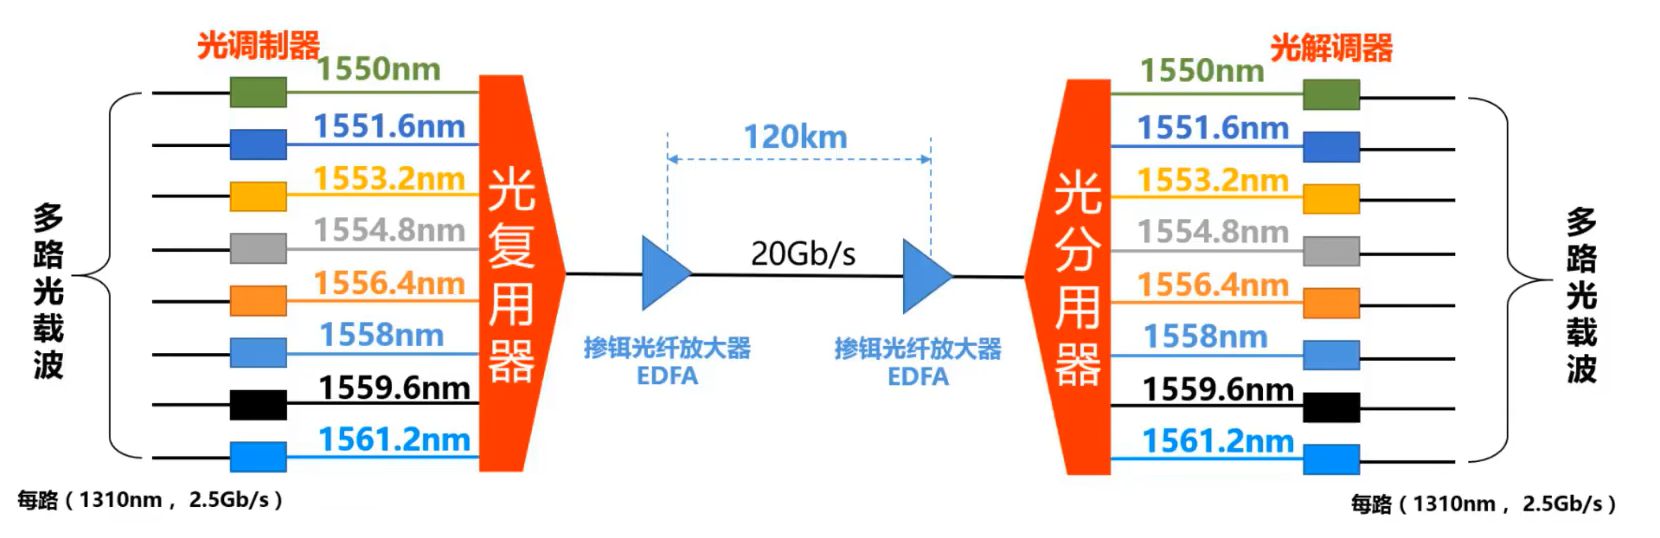 光调制器
1550nm
1551.6nm
1553.2nm
1554.8nm
1556.4nm
1558nm
1559.6nm
1561.2nm
多路光载波
每路（1310nm， 2.5Gb/s）
光复用器
120km
20Gb/s
掺铒光纤放大器
EDFA
掺铒光纤放大器
EDFA
光分用器
光解调器
1550nm
1551.6nm
1553.2nm
1554.8nm
1556.4nm
1558nm
1559.6nm
1561.2nm
多路光载波
每路（1310nm， 2.5Gb/s）